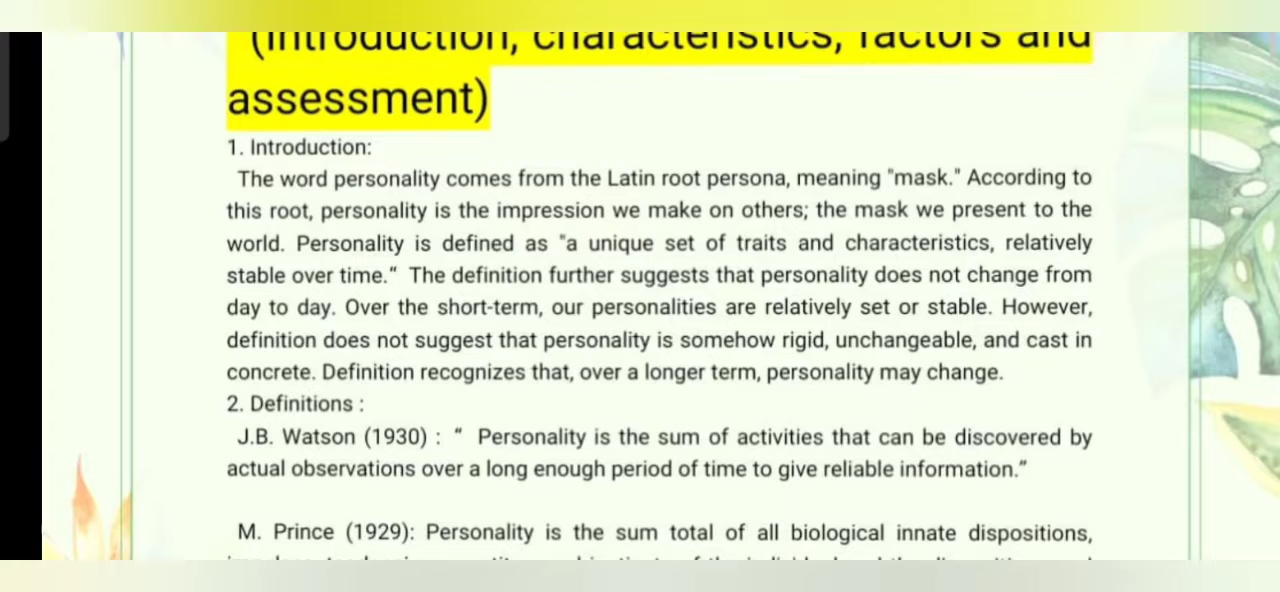 (Introduction, characteristics, factors and
assessment)
1. Introduction:
The word personality comes from the Latin root persona, meaning "mask." According to
this root, personality is the impression we make on others; the mask we present to the
world. Personality is defined as "a unique set of traits and characteristics, relatively
stable over time.“ The definition further suggests that personality does not change from
day to day. Over the short-term, our personalities are relatively set or stable. However,
definition does not suggest that personality is somehow rigid, unchangeable, and cast in
concrete. Definition recognizes that, over a longer term, personality may change.
2. Definitions :
J.B. Watson (1930) : “ Personality is the sum of activities that can be discovered by
actual observations over a long enough period of time to give reliable information.”
M. Prince (1929): Personality is the sum total of all biological innate dispositions,